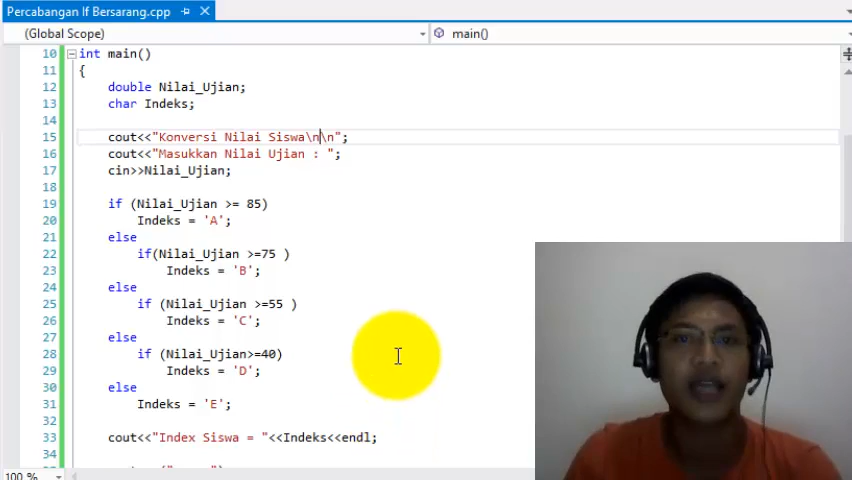 Percabangan If Bersarang.cpp
(Global Scope) main()
10 int main()
11 {
12 double Nilai_Ujian;
13 char Indeks;
14
15 cout<<"Konversi Nilai Siswa\n\n";
16 cout<<"Masukkan Nilai Ujian : ";
17 cin>>Nilai_Ujian;
18
19 if (Nilai_Ujian >= 85)
20 Indeks = 'A';
21 else
22 if(Nilai_Ujian >=75 )
23 Indeks = 'B';
24 else
25 if (Nilai_Ujian >=55 )
26 Indeks = 'C';
27 else
28 if (Nilai_Ujian>=40)
29 Indeks = 'D';
30 else
31 Indeks = 'E';
32
33 cout<<"Index Siswa = "<<Indeks<<endl;
34
100 %